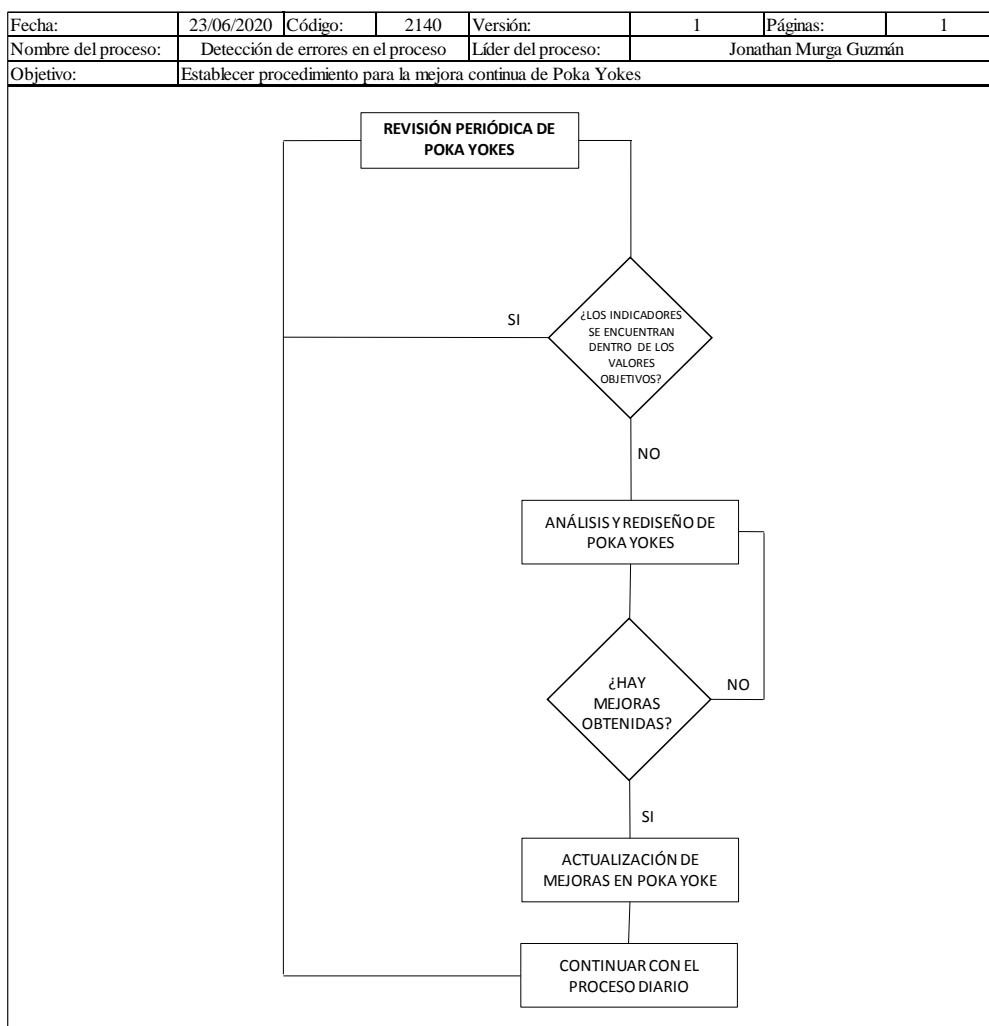 Fecha: 23/06/2020 Código: 2140 Versión: 1 Páginas: 1
Nombre del proceso: Detección de errores en el proceso Líder del proceso: Jonathan Murga Guzmán
Objetivo: Establecer procedimiento para la mejora continua de Poka Yokes
REVISIÓN PERIÓDICA DE
POKA YOKES
SI
¿LOS INDICADORES
SE ENCUENTRAN
DENTRO DE LOS
VALORES
OBJETIVOS?
NO
ANÁLISIS Y REDISEÑO DE
POKA YOKES
¿HAY
MEJORAS
OBTENIDAS?
NO
SI
ACTUALIZACIÓN DE
MEJORAS EN POKA YOKE
CONTINUAR CON EL
PROCESO DIARIO